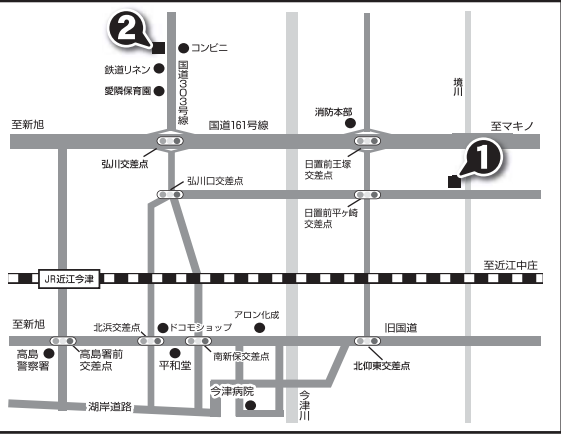 2
コンビニ
鉄道リネン
愛隣保育園
国道303号線
境川
至新旭
国道161号線
消防本部
至マキノ
弘川交差点
日置前王塚
交差点
1
弘川口交差点
日置前平ヶ崎
交差点
至近江中庄
JR近江今津
至新旭
北浜交差点
ドコモショップ
アロン化成
旧国道
高島
警察署
高島署前
交差点
平和堂
南新保交差点
北仰東交差点
今津病院
今津川
湖岸道路